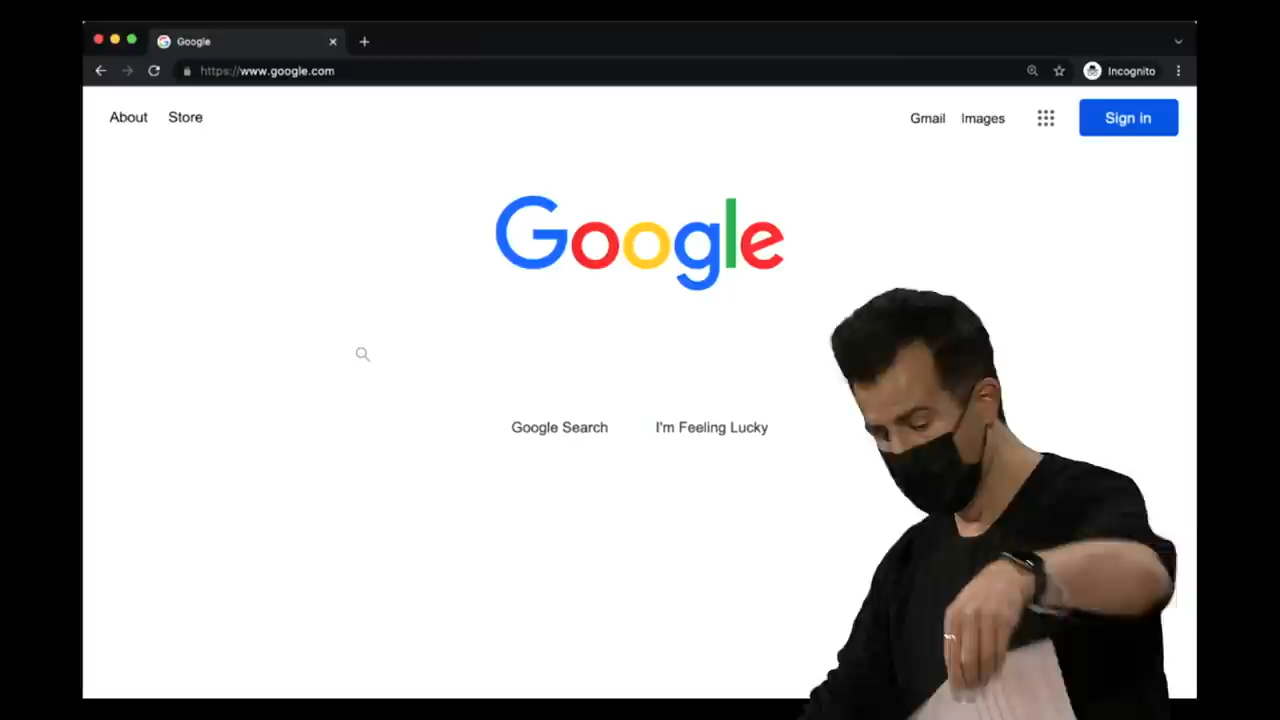 Google
https://www.google.com
Incognito
About
Store
Gmail
Images
Sign in
Google
Google Search
I'm Feeling Lucky